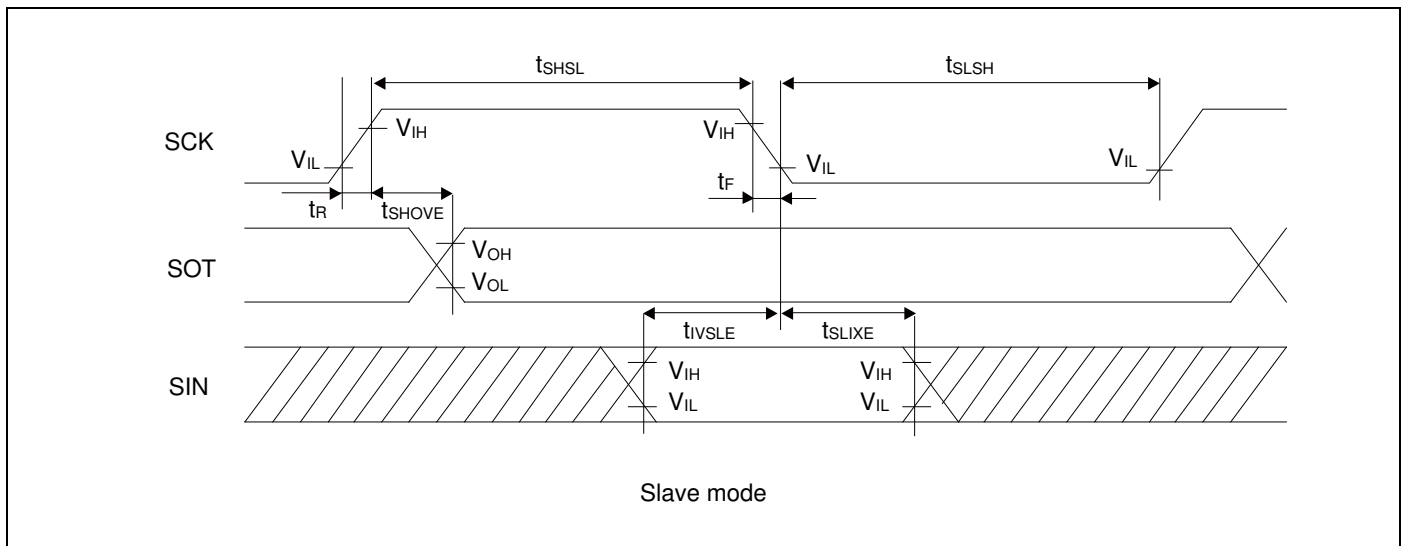 tSHSL tSLSH
SCK VIH VIH
VIL VIL VIL
tF
tR tSHOVE
SOT VOH
VOL
tIVSLE tSLIXE
SIN VIH VIH
VIL VIL
Slave mode